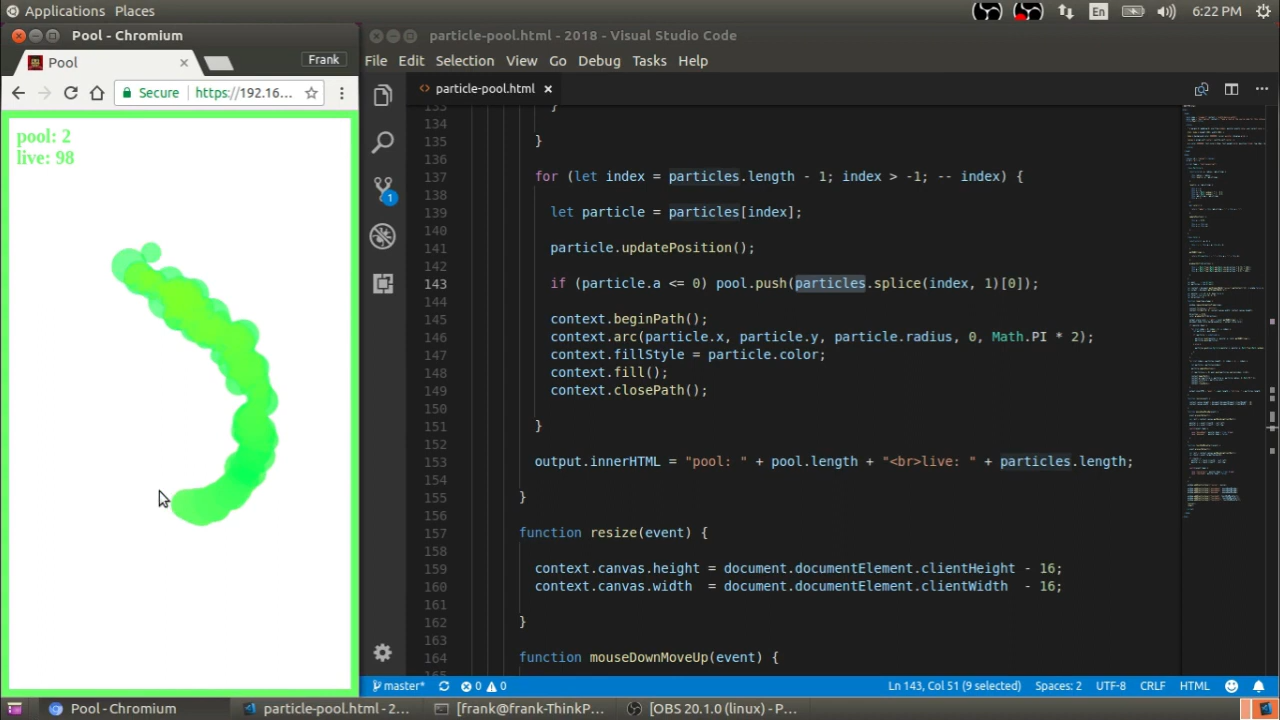 Applications Places
En
6:22 PM
Pool - Chromium
particle-pool.html - 2018 - Visual Studio Code
Pool
Frank
File Edit Selection View Go Debug Tasks Help
Secure https://192.16...
particle-pool.html
pool: 2
live: 98
133 }
134
135 }
136
137 for (let index = particles.length - 1; index > -1; -- index) {
138
139 let particle = particles[index];
140
141 particle.updatePosition();
142
143 if (particle.a <= 0) pool.push(particles.splice(index, 1)[0]);
144
145 context.beginPath();
146 context.arc(particle.x, particle.y, particle.radius, 0, Math.PI * 2);
147 context.fillStyle = particle.color;
148 context.fill();
149 context.closePath();
150
151 }
152
153 output.innerHTML = "pool: " + pool.length + "<br>live: " + particles.length;
154
155 }
156
157 function resize(event) {
158
159 context.canvas.height = document.documentElement.clientHeight - 16;
160 context.canvas.width = document.documentElement.clientWidth - 16;
161
162 }
163
164 function mouseDownMoveUp(event) {
165
1
master* 0 0 Ln 143, Col 51 (9 selected) Spaces: 2 UTF-8 CRLF HTML
Pool - Chromium
particle-pool.html - 2...
[frank@frank-ThinkP...
[OBS 20.1.0 (linux) - P...